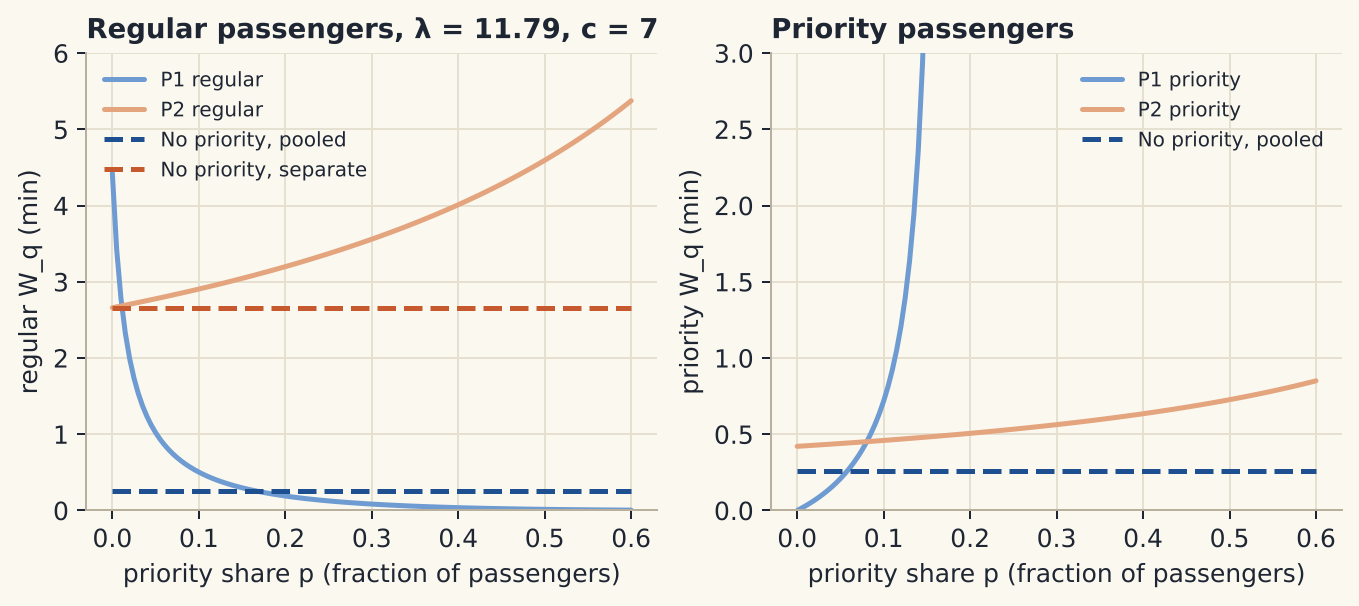 Regular passengers, λ = 11.79, c = 7
regular W_q (min)
6
5
4
3
2
1
0
P1 regular
P2 regular
No priority, pooled
No priority, separate
0.0 0.1 0.2 0.3 0.4 0.5 0.6
priority share p (fraction of passengers)
Priority passengers
priority W_q (min)
3.0
2.5
2.0
1.5
1.0
0.5
0.0
P1 priority
P2 priority
No priority, pooled
0.0 0.1 0.2 0.3 0.4 0.5 0.6
priority share p (fraction of passengers)